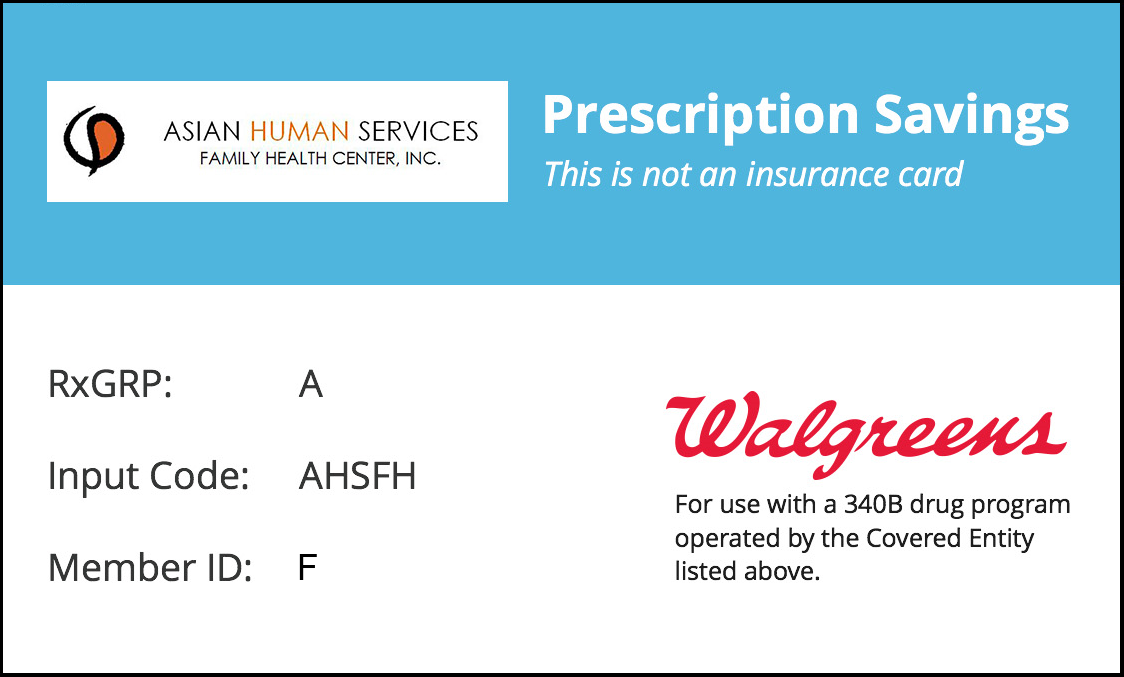 ASIAN HUMAN SERVICES
FAMILY HEALTH CENTER, INC.
Prescription Savings
This is not an insurance card
RxGRP: A
Input Code: AHSFH
Member ID: F
Walgreens
For use with a 340B drug program
operated by the Covered Entity
listed above.